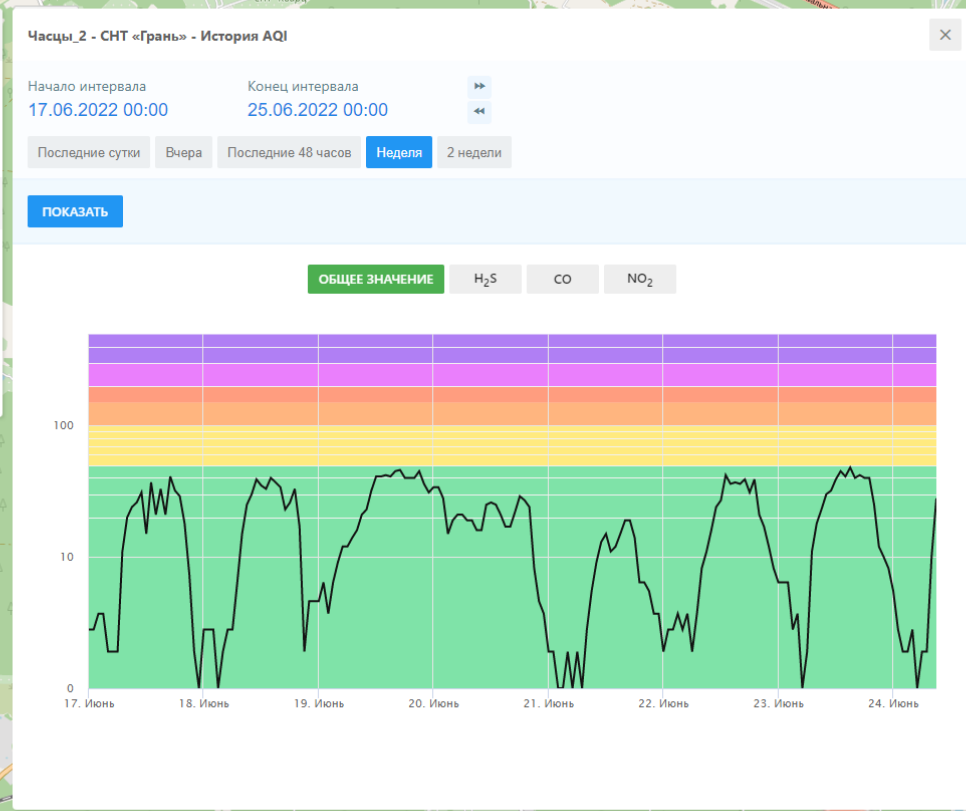 Часцы_2 - СНТ «Грань» - История AQI
Начало интервала
Конец интервала
17.06.2022 00:00
25.06.2022 00:00
Последние сутки
Вчера
Последние 48 часов
Неделя
2 недели
ПОКАЗАТЬ
ОБЩЕЕ ЗНАЧЕНИЕ
H₂S
CO
NO₂
100
10
0
17. Июнь
18. Июнь
19. Июнь
20. Июнь
21. Июнь
22. Июнь
23. Июнь
24. Июнь